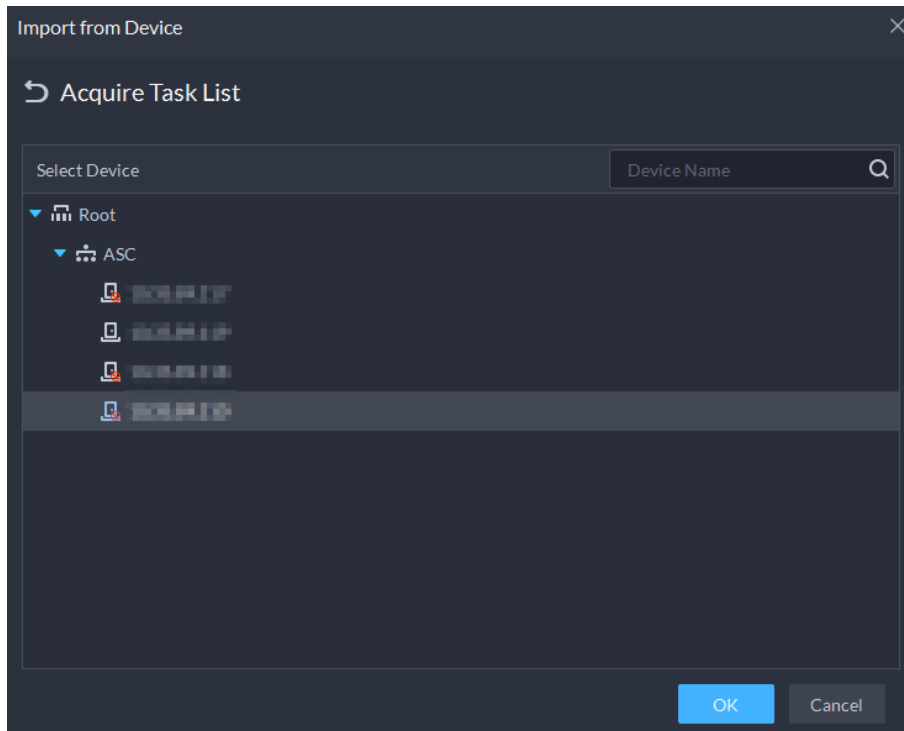 Import from Device
Acquire Task List
Select Device
Device Name
Root
ASC
OK
Cancel